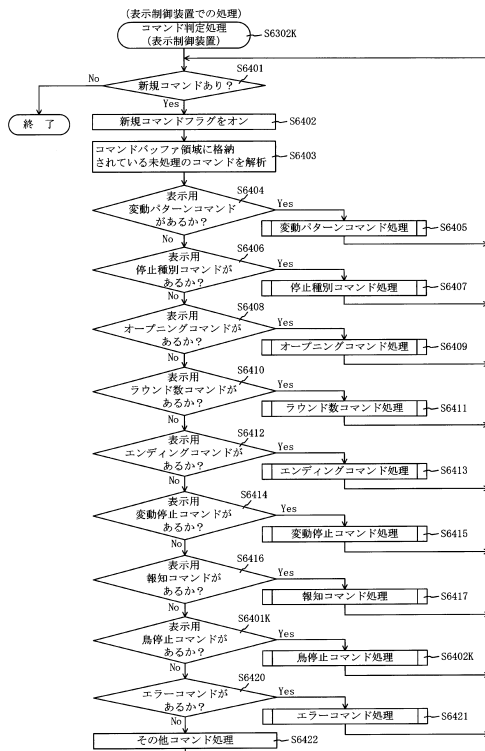 (表示制御装置での処理)
コマンド判定処理
(表示制御装置)
S6302K
S6401
No
新規コマンドあり?
Yes
終 了
新規コマンドフラグをオン
S6402
コマンドバッファ領域に格納
されている未処理のコマンドを解析
S6403
S6404
表示用
変動パターンコマンド
があるか?
Yes
変動パターンコマンド処理
S6405
No
S6406
表示用
停止種別コマンドが
あるか?
Yes
停止種別コマンド処理
S6407
No
S6408
表示用
オープニングコマンドが
あるか?
Yes
オープニングコマンド処理
S6409
No
S6410
表示用
ラウンド数コマンドが
あるか?
Yes
ラウンド数コマンド処理
S6411
No
S6412
表示用
エンディングコマンドが
あるか?
Yes
エンディングコマンド処理
S6413
No
S6414
表示用
変動停止コマンドが
あるか?
Yes
変動停止コマンド処理
S6415
No
S6416
表示用
報知コマンドが
あるか?
Yes
報知コマンド処理
S6417
No
S6401K
表示用
鳥停止コマンドが
あるか?
Yes
鳥停止コマンド処理
S6402K
No
S6420
エラーコマンドが
あるか?
Yes
エラーコマンド処理
S6421
No
その他コマンド処理
S6422